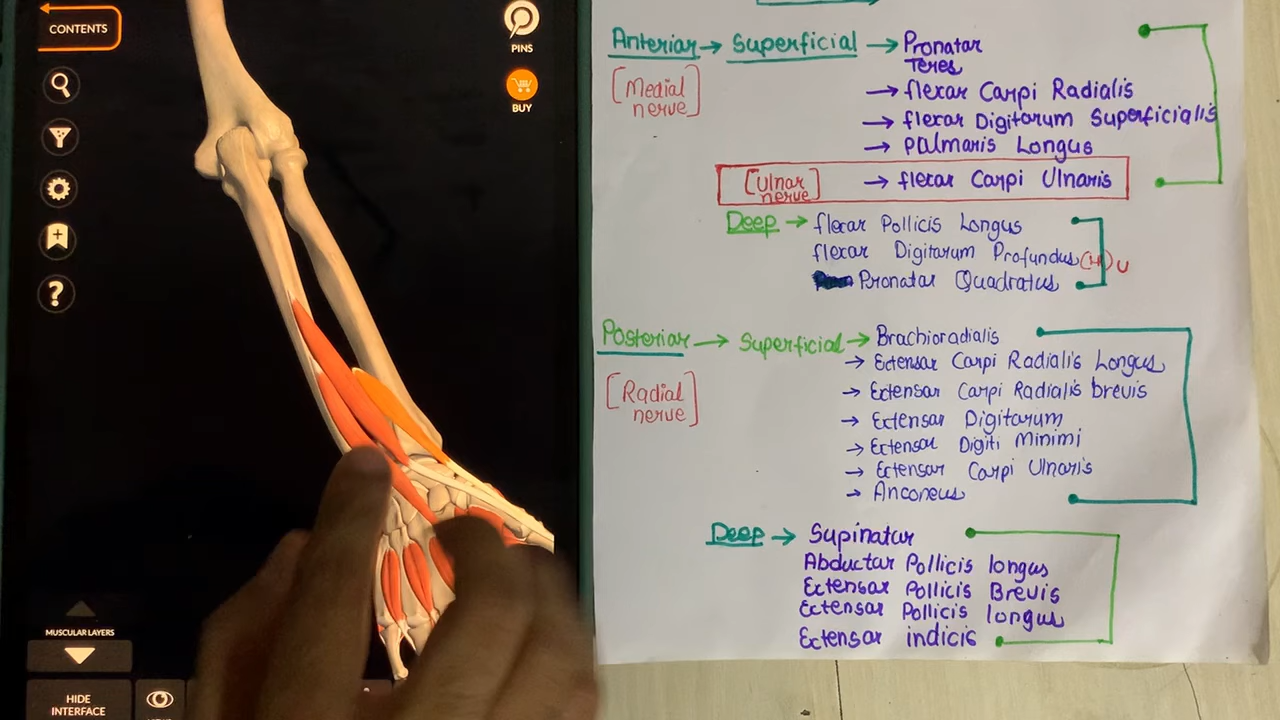 CONTENTS
PINS
BUY
MUSCULAR LAYERS
HIDE
INTERFACE
Anterior → Superficial → Pronator
Teres
[Medial
nerve]
→ flexor Carpi Radialis
→ flexor Digitorum Superficialis
→ Palmaris Longus
[Ulnar
nerve] → flexor Carpi Ulnaris
Deep → flexor Pollicis Longus
flexor Digitorum Profundus (M) U
Pronator Quadratus
Posterior → Superficial → Brachioradialis
→ Extensor Carpi Radialis Longus
[Radial
nerve]
→ Extensor Carpi Radialis brevis
→ Extensor Digitorum
→ Extensor Digiti Minimi
→ Extensor Carpi Ulnaris
→ Anconeus
Deep → Supinator
Abductor Pollicis longus
Extensor Pollicis Brevis
Extensor Pollicis longus
Extensor indicis